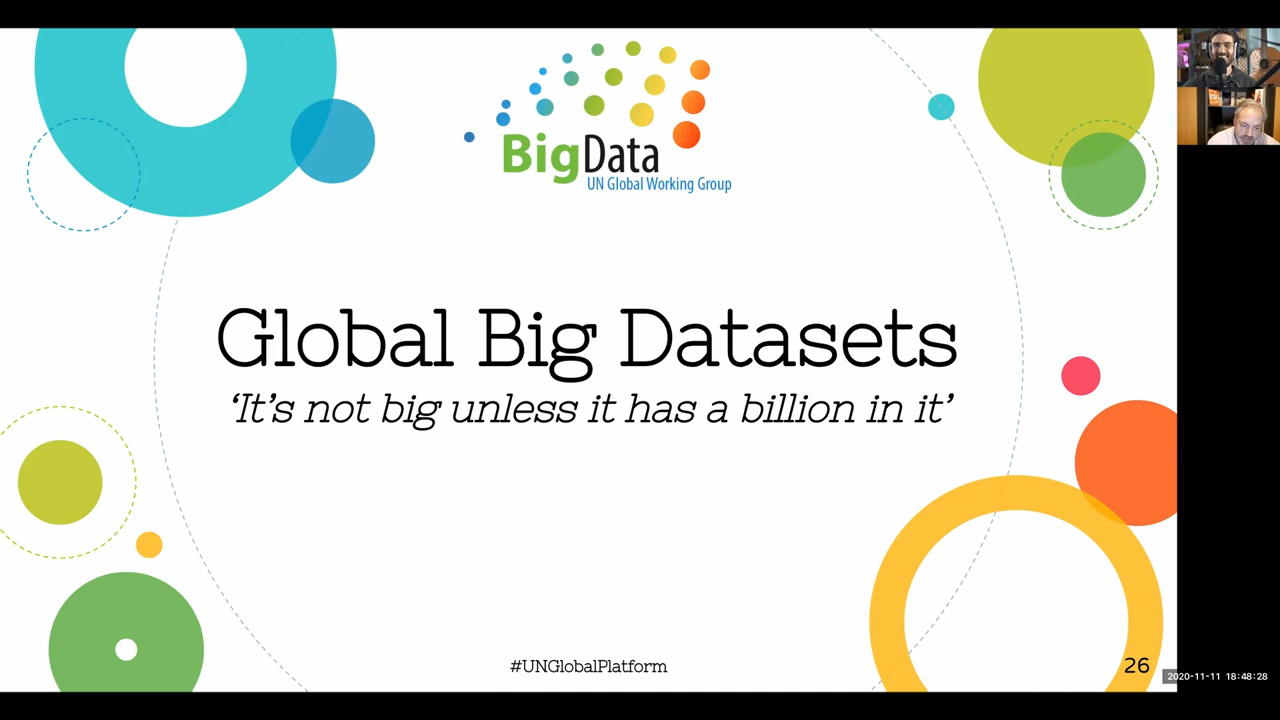 BigData
UN Global Working Group
Global Big Datasets
‘It’s not big unless it has a billion in it’
#UNGlobalPlatform
26
2020-11-11 18:48:28